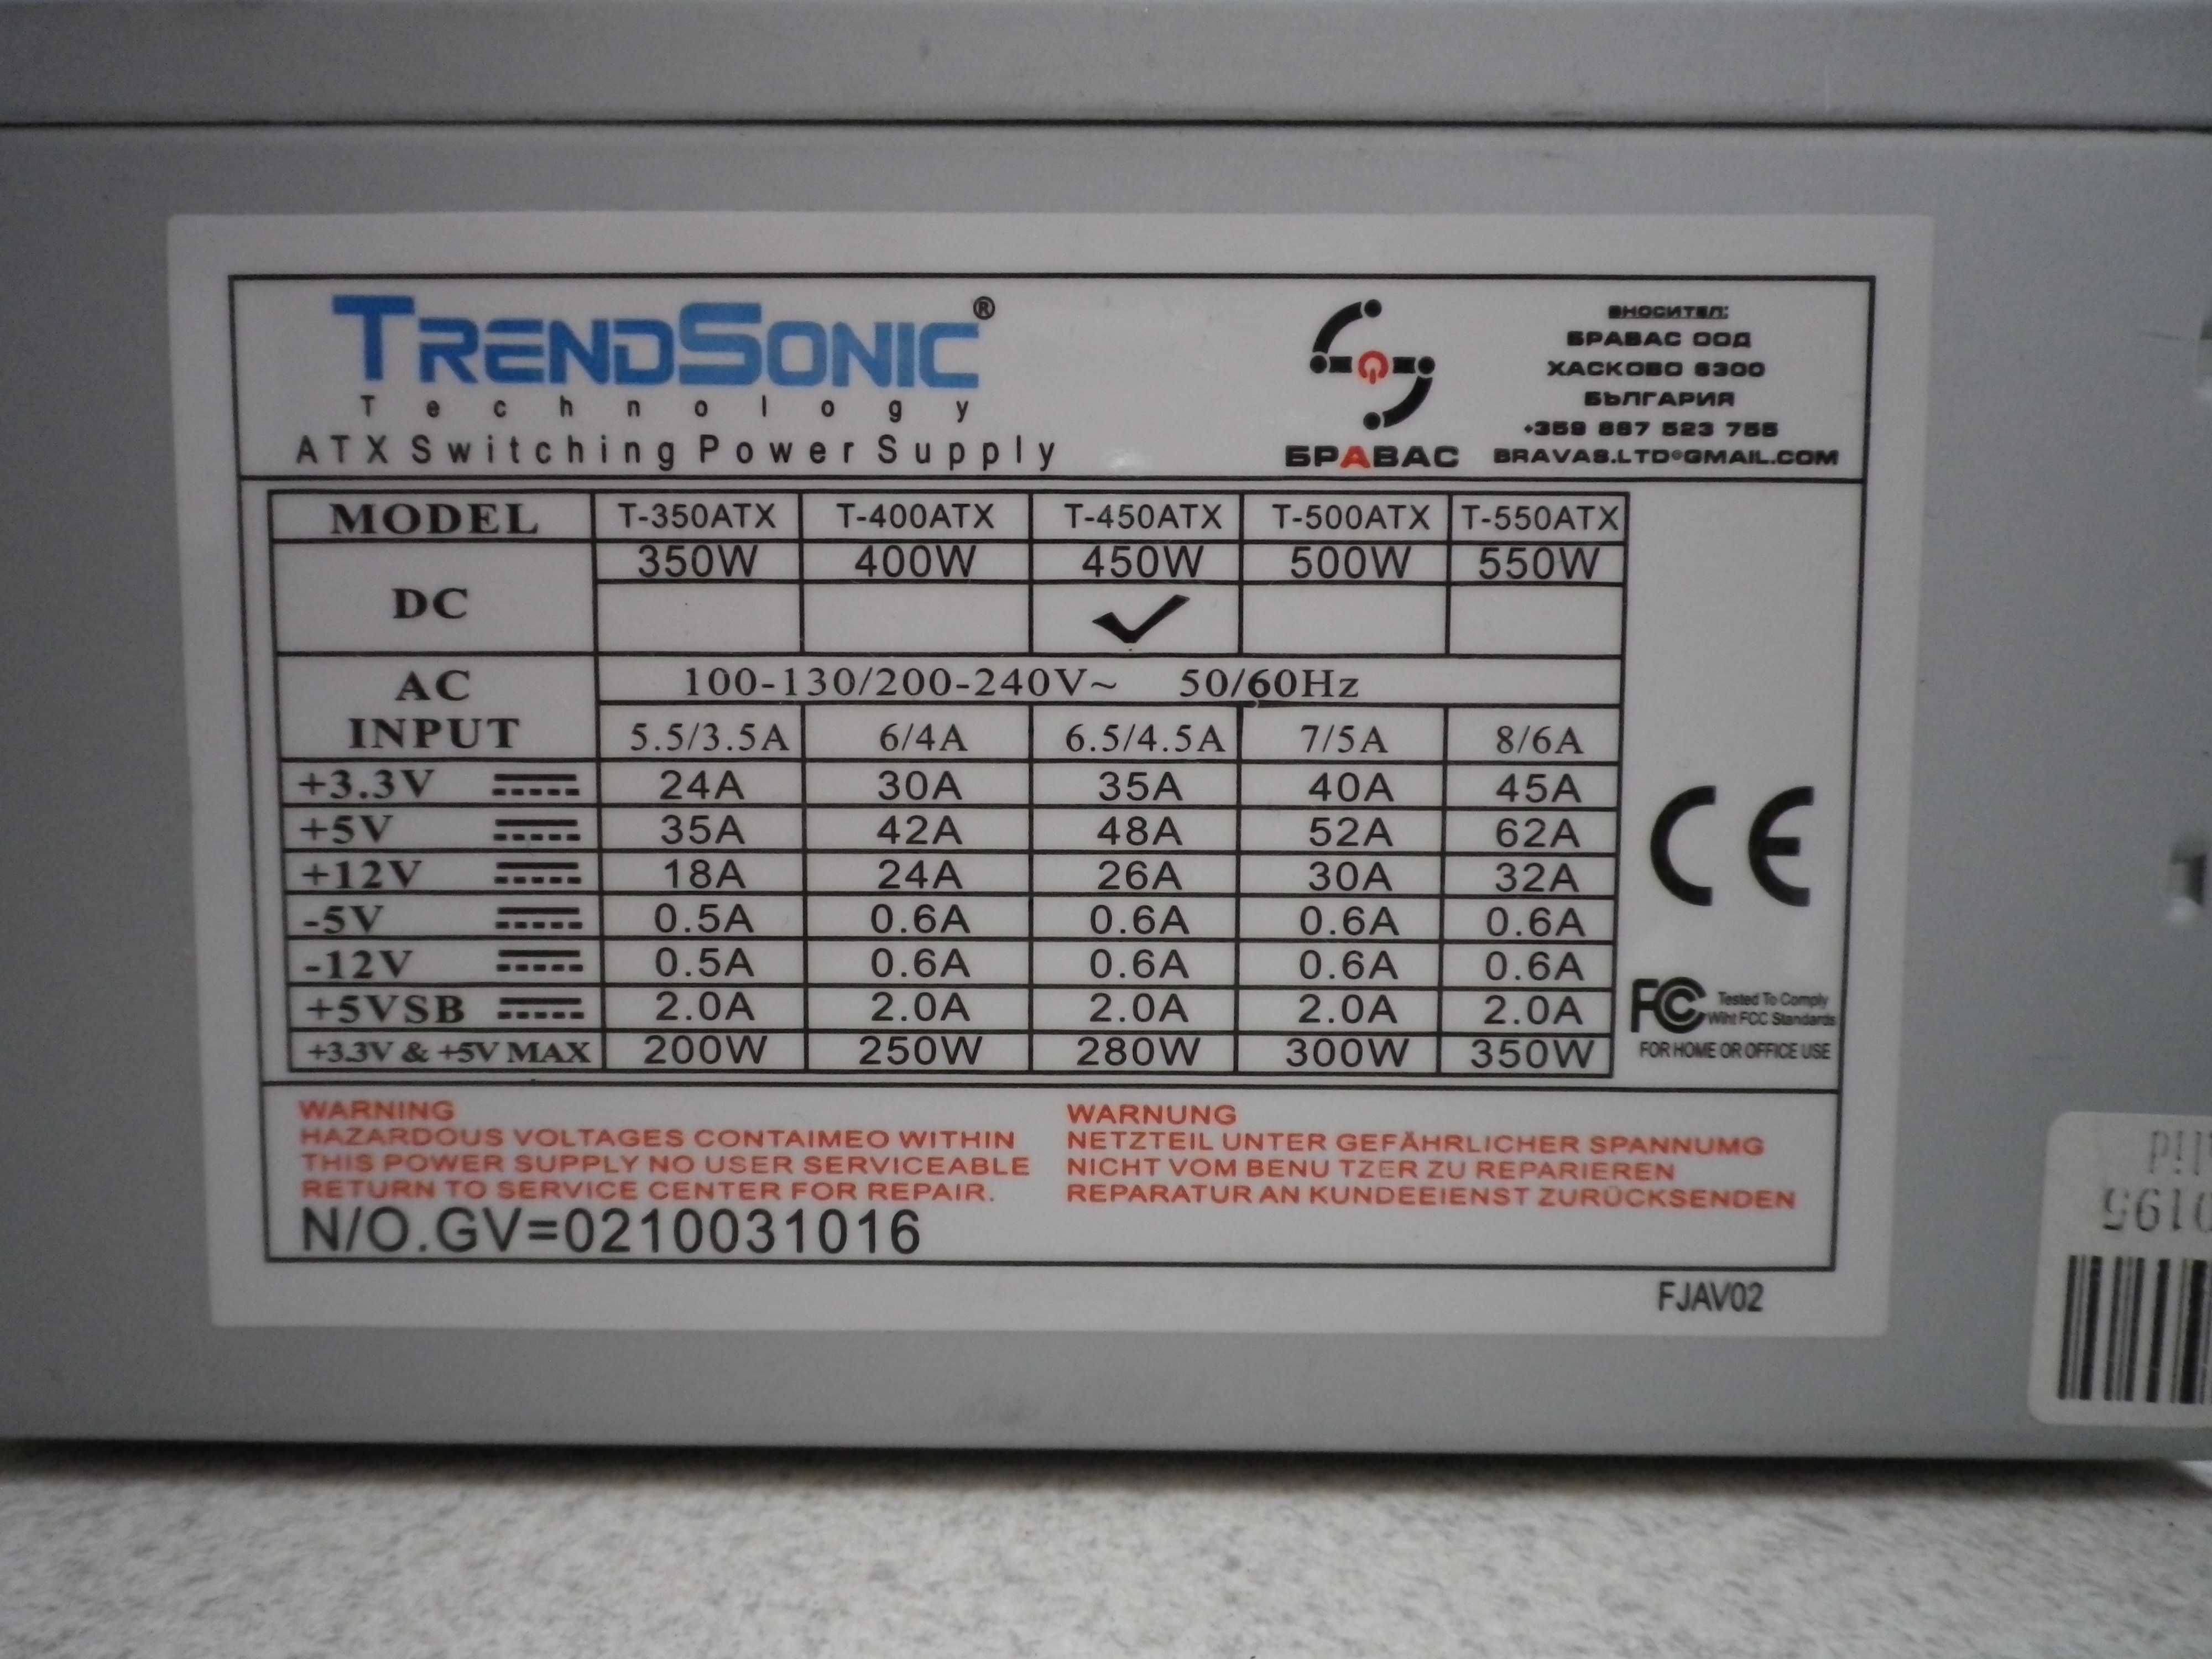 TRENDSONIC®
Technology
ATX Switching Power Supply
БРАВАС
ВНОСИТЕЛ:
БРАВАС ООД
ХАСКОВО 6300
БЪЛГАРИЯ
+359 887 523 755
BRAVAS.LTD@GMAIL.COM
MODEL T-350ATX T-400ATX T-450ATX T-500ATX T-550ATX
DC 350W 400W 450W 500W 550W
✓
AC INPUT 100-130/200-240V~ 50/60Hz
5.5/3.5A 6/4A 6.5/4.5A 7/5A 8/6A
+3.3V 24A 30A 35A 40A 45A
+5V 35A 42A 48A 52A 62A
+12V 18A 24A 26A 30A 32A
-5V 0.5A 0.6A 0.6A 0.6A 0.6A
-12V 0.5A 0.6A 0.6A 0.6A 0.6A
+5VSB 2.0A 2.0A 2.0A 2.0A 2.0A
+3.3V & +5V MAX 200W 250W 280W 300W 350W
CE
FC Tested To Comply
Wiht FCC Standards
FOR HOME OR OFFICE USE
WARNING
HAZARDOUS VOLTAGES CONTAIMEO WITHIN
THIS POWER SUPPLY NO USER SERVICEABLE
RETURN TO SERVICE CENTER FOR REPAIR.
WARNUNG
NETZTEIL UNTER GEFÄHRLICHER SPANNUMG
NICHT VOM BENU TZER ZU REPARIEREN
REPARATUR AN KUNDEEIENST ZURÜCKSENDEN
N/O.GV=0210031016
FJAV02